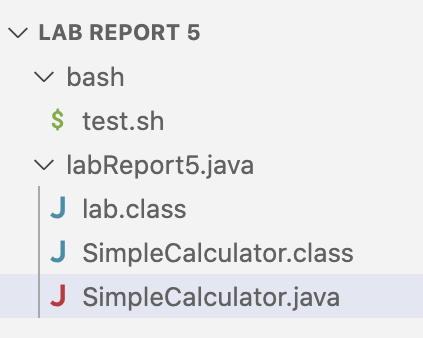 LAB REPORT 5
bash
$ test.sh
labReport5.java
J lab.class
J SimpleCalculator.class
J SimpleCalculator.java